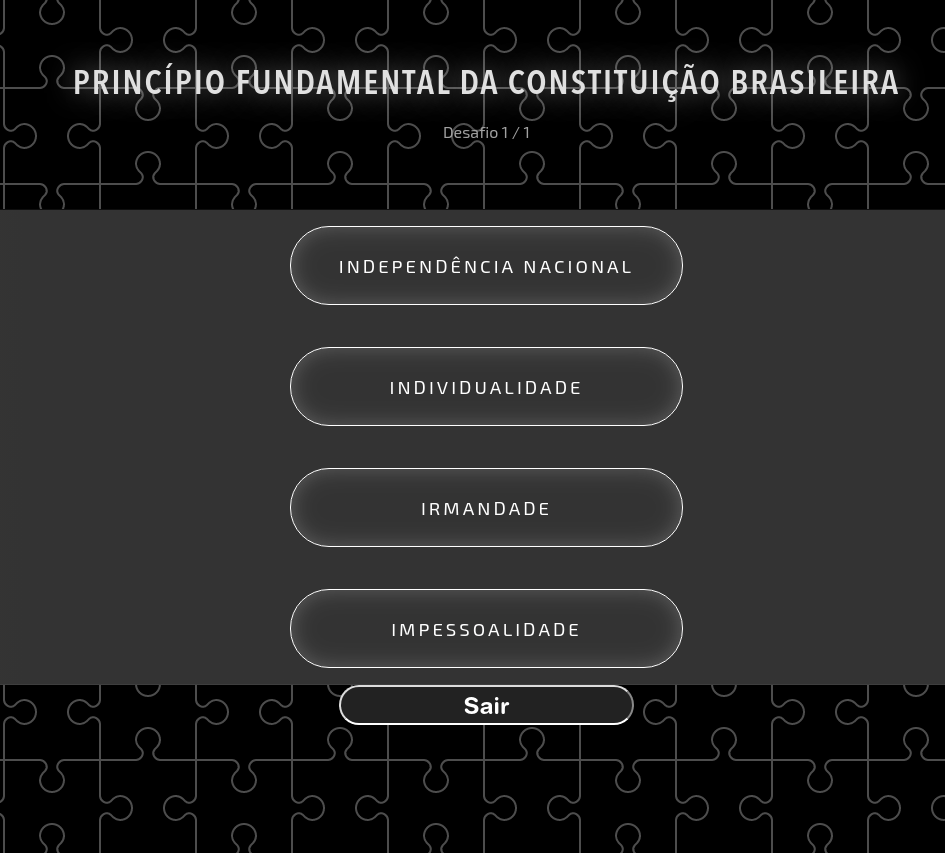 PRINCÍPIO FUNDAMENTAL DA CONSTITUIÇÃO BRASILEIRA
Desafio 1 / 1
INDEPENDÊNCIA NACIONAL
INDIVIDUALIDADE
IRMANDADE
IMPESSOALIDADE
Sair